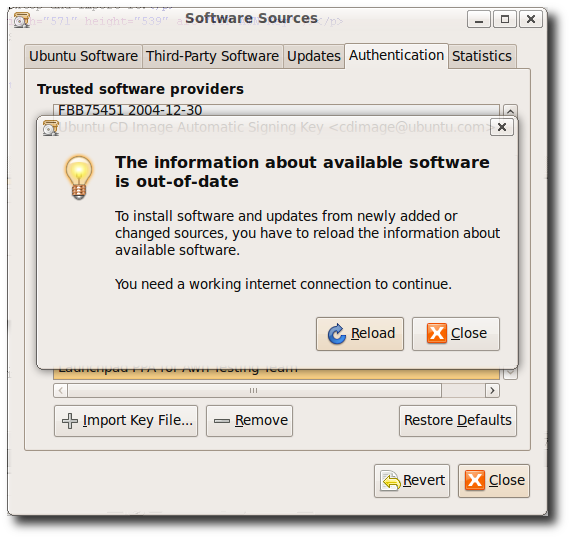 Software Sources
Ubuntu Software Third-Party Software Updates Authentication Statistics
Trusted software providers
FBB75451 2004-12-30
Ubuntu CD Image Automatic Signing Key <cdimage@ubuntu.com>
The information about available software
is out-of-date
To install software and updates from newly added or
changed sources, you have to reload the information about
available software.
You need a working internet connection to continue.
Reload Close
Launchpad PPA for Awn Testing Team
Import Key File... Remove Restore Defaults
Revert Close